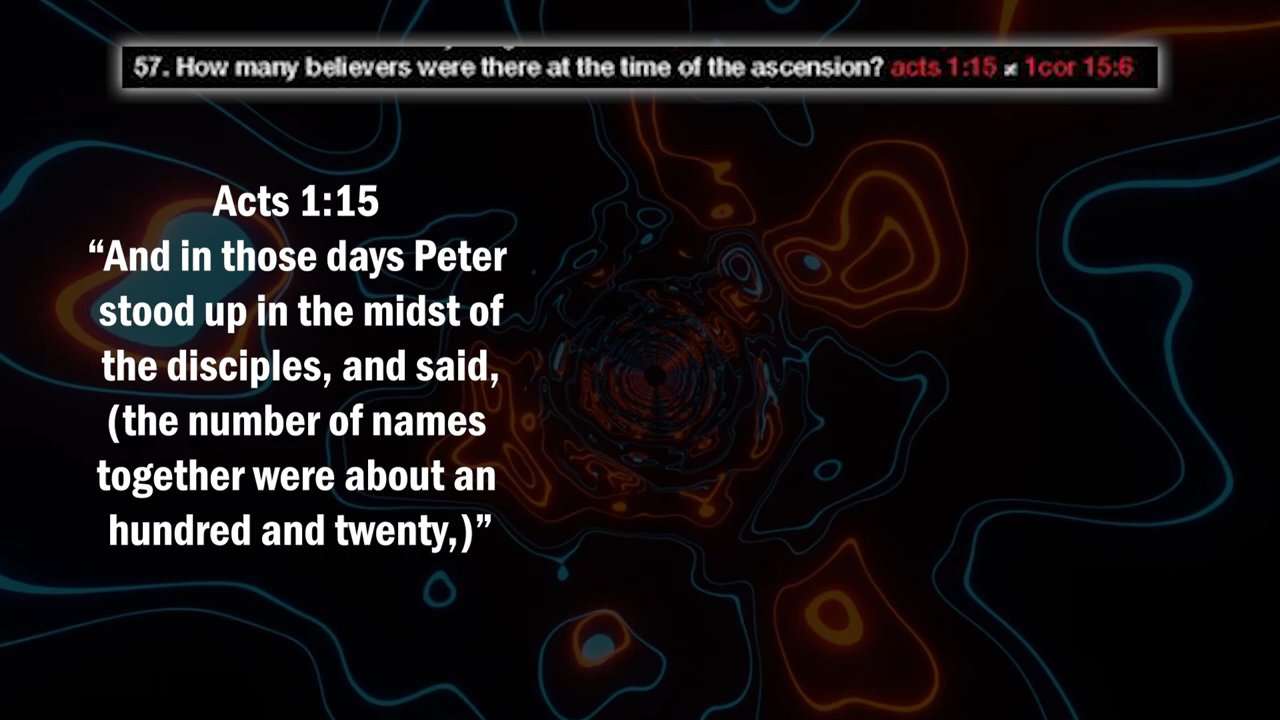 57. How many believers were there at the time of the ascension? acts 1:15 ≠ 1cor 15:6
Acts 1:15
“And in those days Peter
stood up in the midst of
the disciples, and said,
(the number of names
together were about an
hundred and twenty,)”